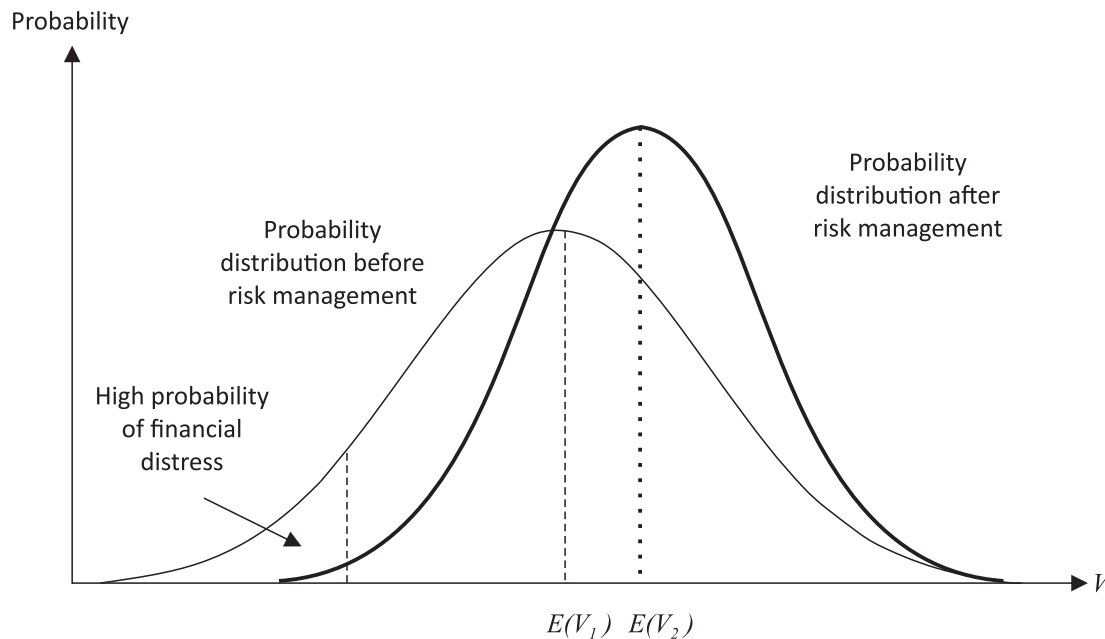 Probability
Probability
distribution after
risk management
Probability
distribution before
risk management
High probability
of financial
distress
V
E(V₁) E(V₂)